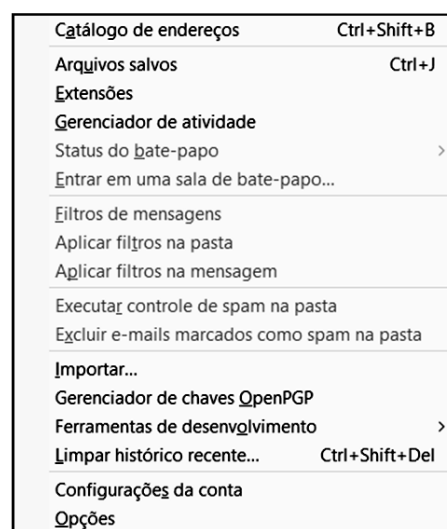 Catálogo de endereços Ctrl+Shift+B
Arquivos salvos Ctrl+J
Extensões
Gerenciador de atividade
Status do bate-papo >
Entrar em uma sala de bate-papo...
Filtros de mensagens
Aplicar filtros na pasta
Aplicar filtros na mensagem
Executar controle de spam na pasta
Excluir e-mails marcados como spam na pasta
Importar...
Gerenciador de chaves OpenPGP
Ferramentas de desenvolvimento >
Limpar histórico recente... Ctrl+Shift+Del
Configurações da conta
Opções